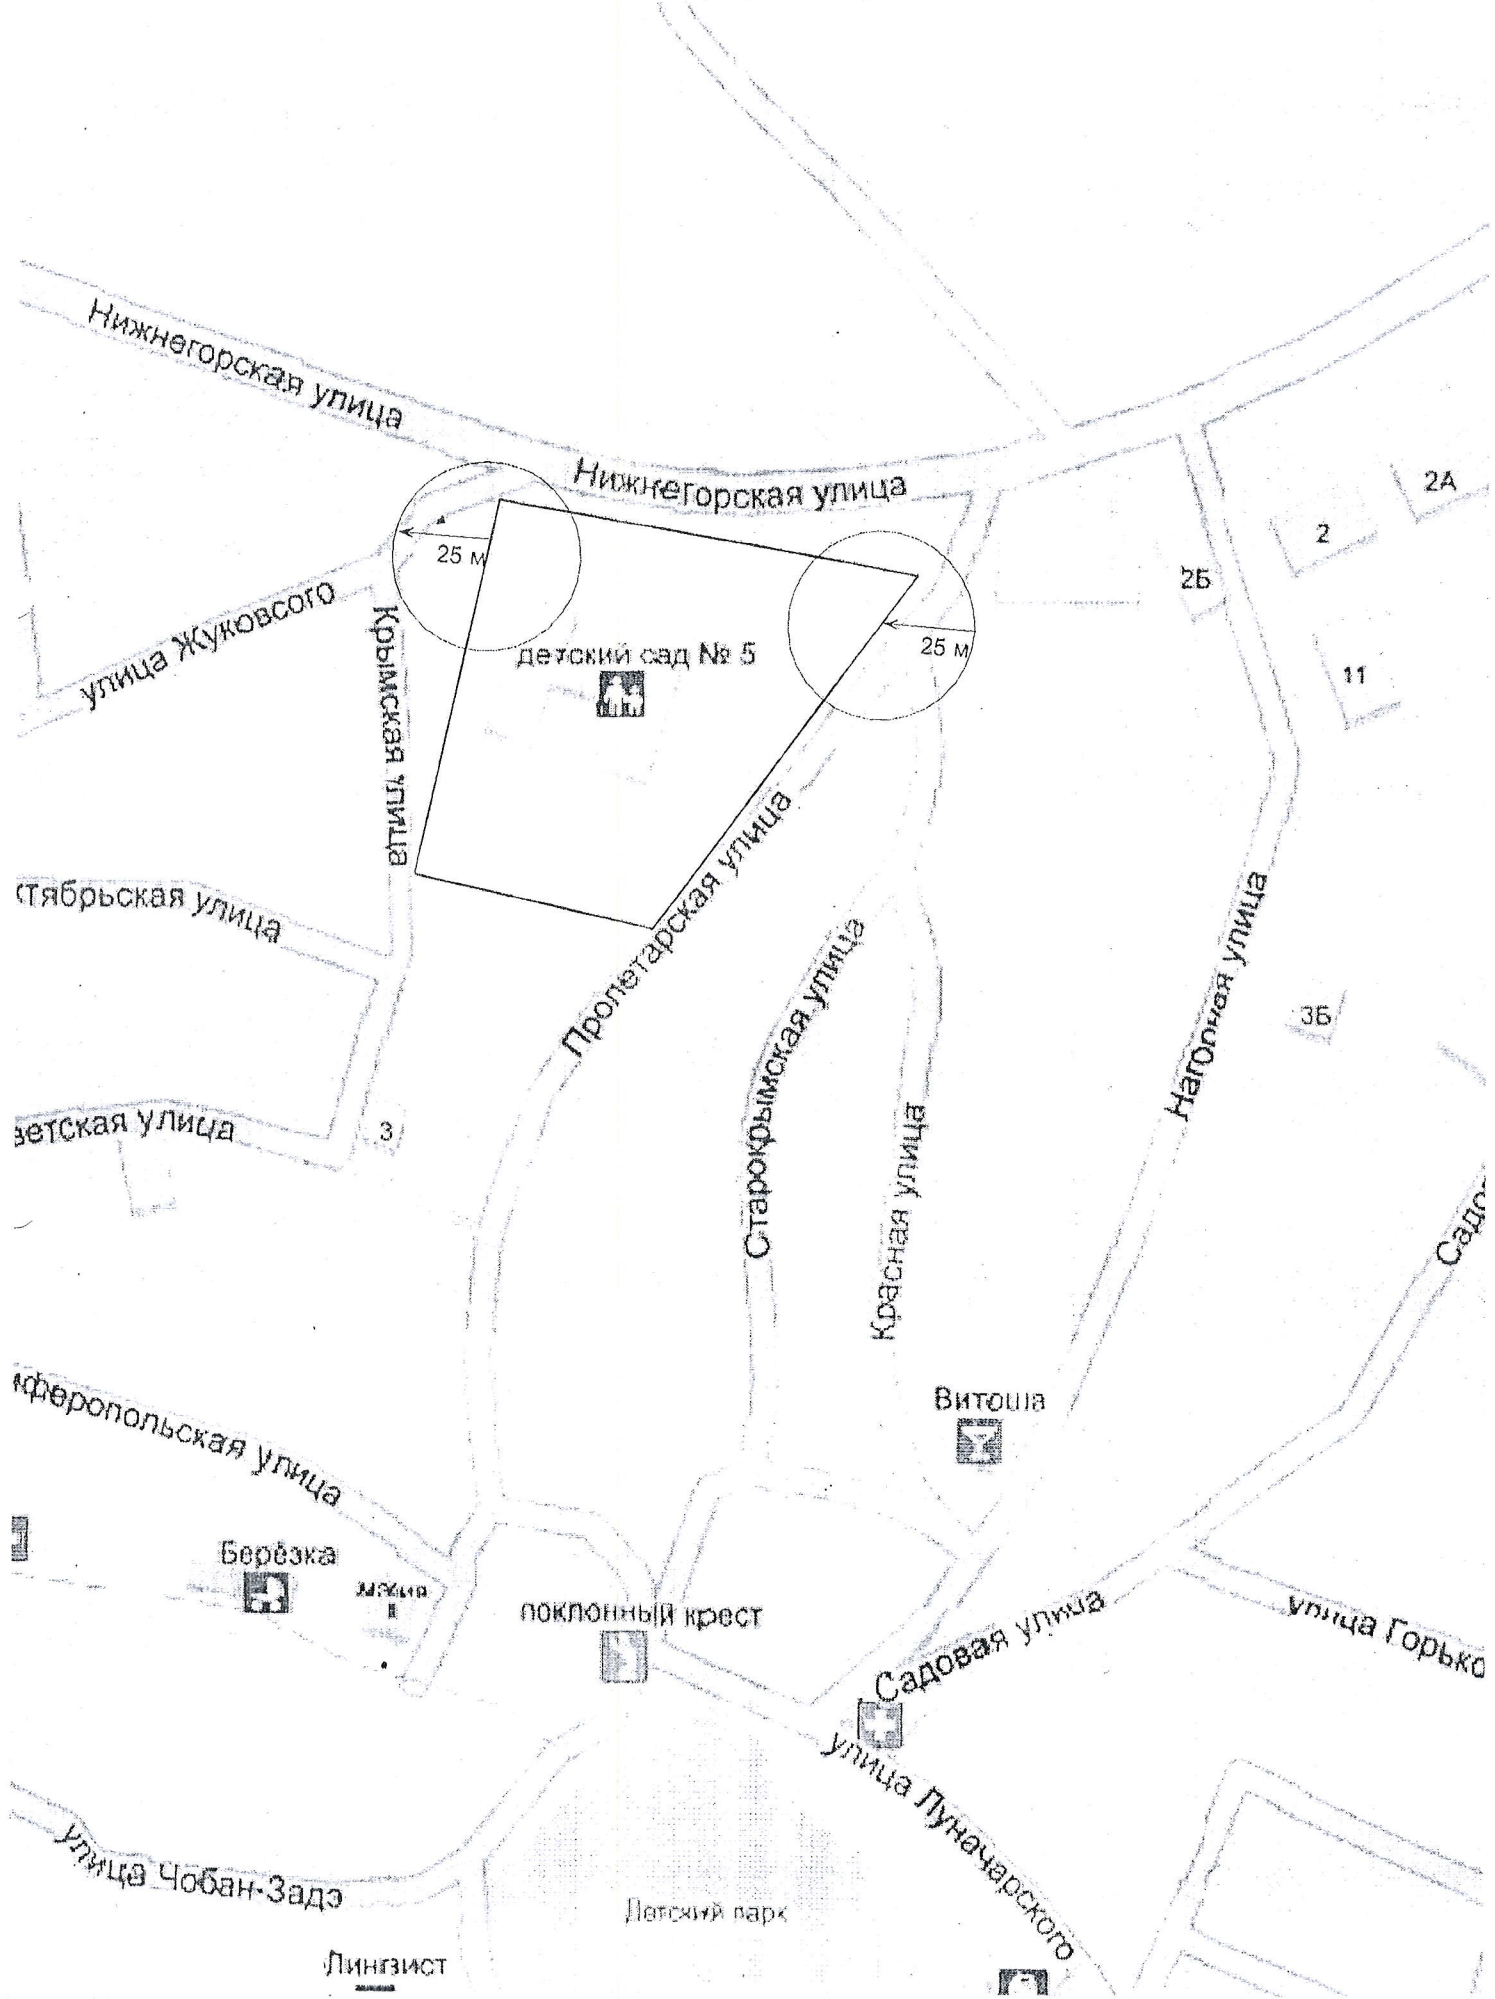 Нижнегорская улица
Нижнегорская улица
2А
2
25 м
2Б
улица Жуковсого
25 м
детский сад № 5
11
Крымская улица
Пролетарская улица
ктябрьская улица
Нагорная улица
Старокрымская улица
3Б
ветская улица
3
Красная улица
Садов
иферопольская улица
Витоша
Берёзка
поклонный крест
Садовая улица
улица Горько
улица Луначарского
улица Чобан-Задэ
Детский парк
Лингвист